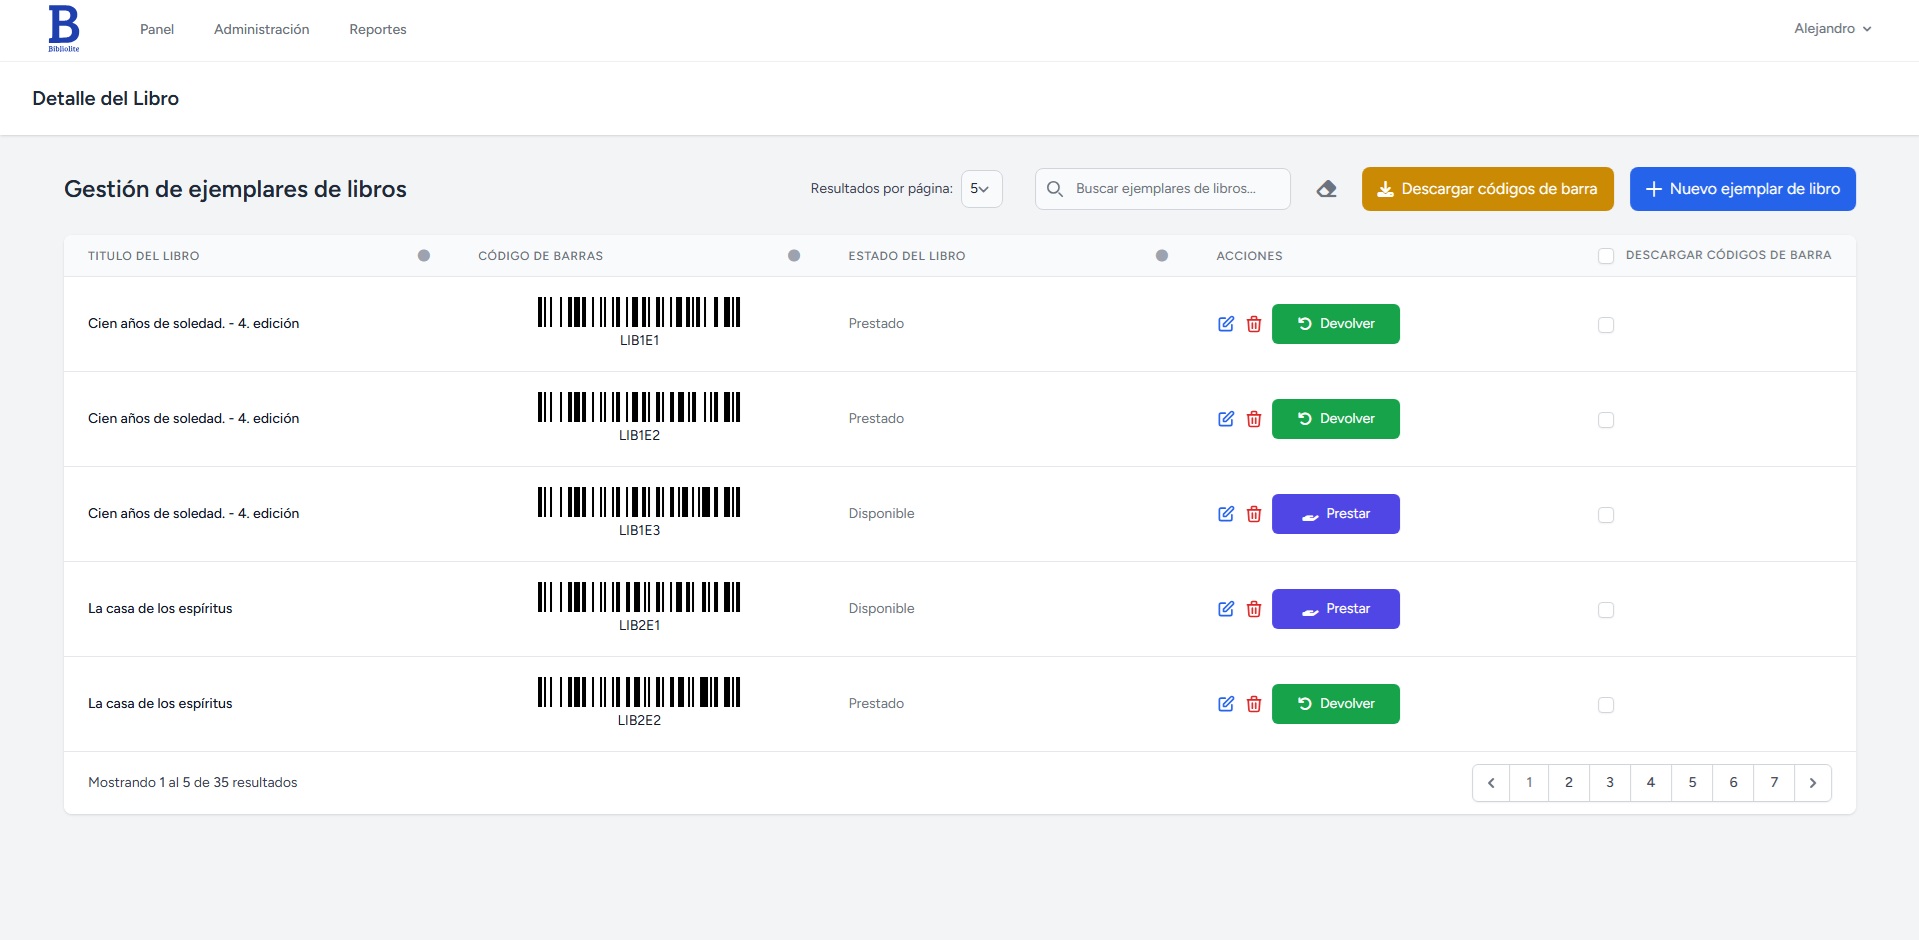 B
Bibliolite
Panel Administración Reportes Alejandro
Detalle del Libro
Gestión de ejemplares de libros Resultados por página: 5 Buscar ejemplares de libros... Descargar códigos de barra Nuevo ejemplar de libro
TITULO DEL LIBRO CÓDIGO DE BARRAS ESTADO DEL LIBRO ACCIONES DESCARGAR CÓDIGOS DE BARRA
Cien años de soledad. - 4. edición LIB1E1 Prestado Devolver
Cien años de soledad. - 4. edición LIB1E2 Prestado Devolver
Cien años de soledad. - 4. edición LIB1E3 Disponible Prestar
La casa de los espíritus LIB2E1 Disponible Prestar
La casa de los espíritus LIB2E2 Prestado Devolver
Mostrando 1 al 5 de 35 resultados 1 2 3 4 5 6 7